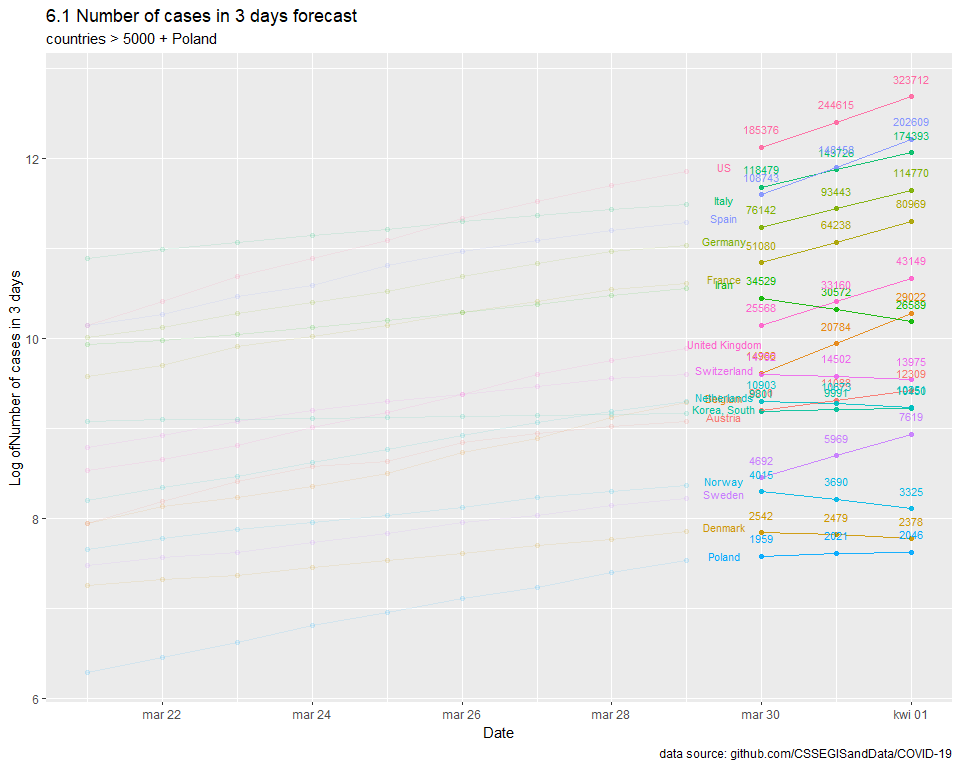 6.1 Number of cases in 3 days forecast
countries > 5000 + Poland
Log ofNumber of cases in 3 days
12
10
8
6
323712
244615
185376
202609
174393
118479
108743
US
Italy
Spain
114770
93443
76142
80969
64238
51080
Germany
France
Iran
43149
34529
33160
30572
25568
29022
26589
20784
United Kingdom
Switzerland
14502
13975
12309
10903
9991
Netherlands
Korea, South
Austria
7619
5969
4692
4015
Norway
3690
3325
Sweden
2542
2479
2378
Denmark
1959
2021
2046
Poland
mar 22
mar 24
mar 26
mar 28
mar 30
kwi 01
Date
data source: github.com/CSSEGISandData/COVID-19